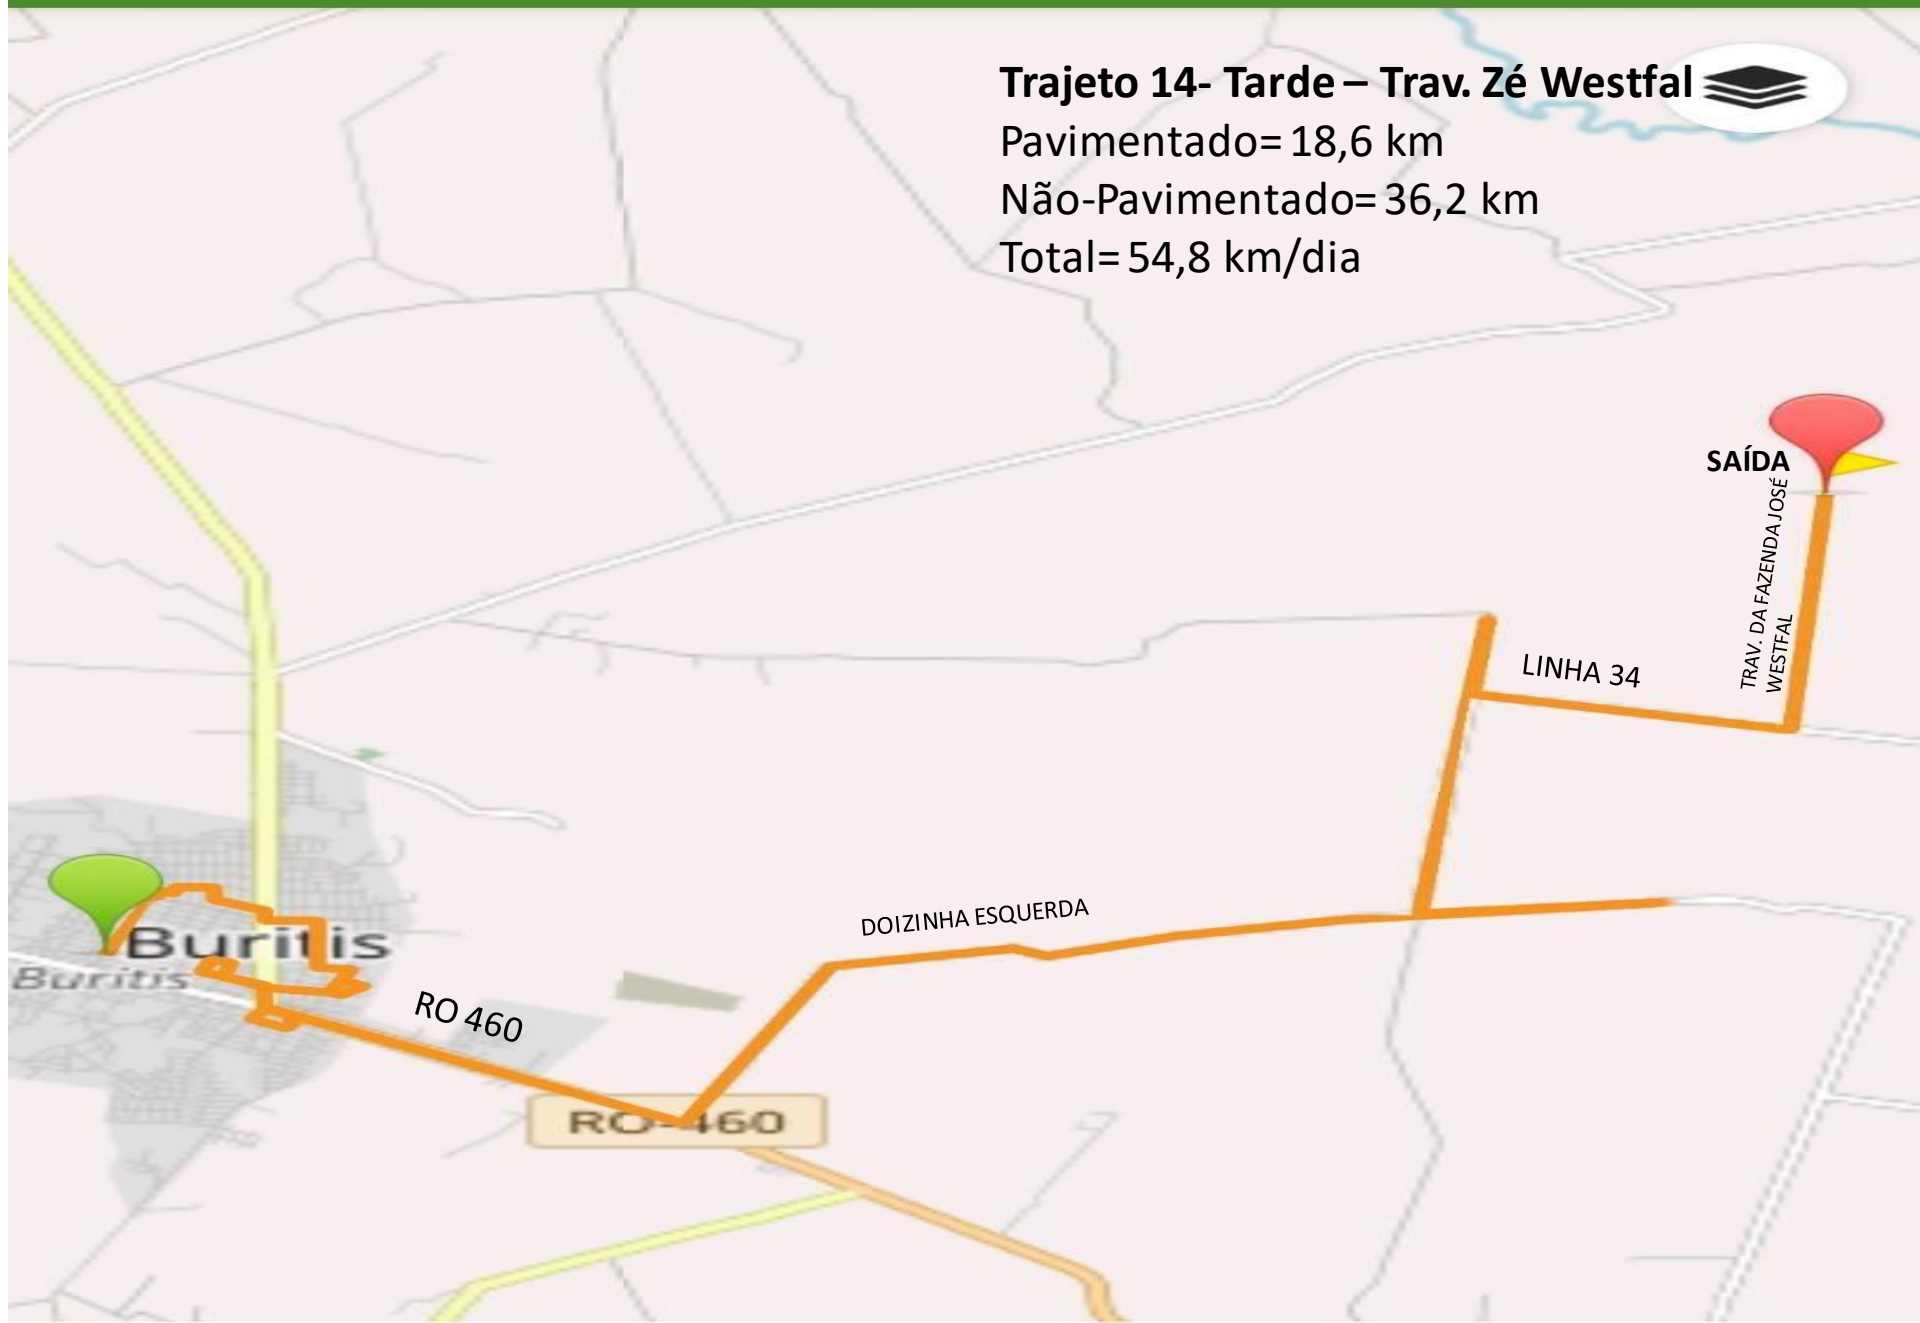 Trajeto 14- Tarde – Trav. Zé Westfal
Pavimentado= 18,6 km
Não-Pavimentado= 36,2 km
Total= 54,8 km/dia
SAÍDA
TRAV. DA FAZENDA JOSÉ
WESTFAL
LINHA 34
DOIZINHA ESQUERDA
Buritis
Buritis
RO 460
RO-460